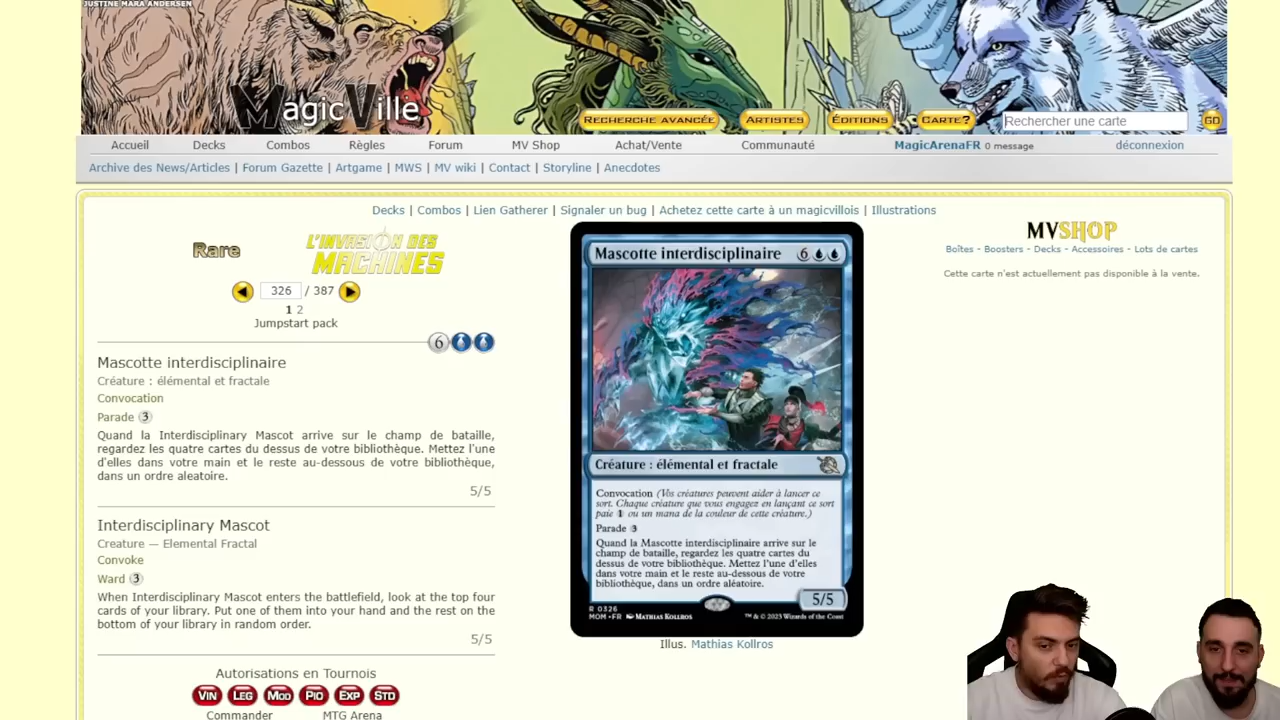 JUSTINE MARA ANDERSEN
MagicVille
RECHERCHE AVANCÉE
ARTISTES
ÉDITIONS
CARTE?
Rechercher une carte
GO
Accueil Decks Combos Règles Forum MV Shop Achat/Vente Communauté MagicArenaFR 0 message déconnexion
Archive des News/Articles | Forum Gazette | Artgame | MWS | MV wiki | Contact | Storyline | Anecdotes
Decks | Combos | Lien Gatherer | Signaler un bug | Achetez cette carte à un magicvillois | Illustrations
Rare
L'INVASION DES
MACHINES
326 / 387
1 2
Jumpstart pack
6
Mascotte interdisciplinaire
Créature : élémental et fractale
Convocation
Parade 3
Quand la Interdisciplinary Mascot arrive sur le champ de bataille,
regardez les quatre cartes du dessus de votre bibliothèque. Mettez l'une
d'elles dans votre main et le reste au-dessous de votre bibliothèque,
dans un ordre aleatoire.
5/5
Interdisciplinary Mascot
Creature — Elemental Fractal
Convoke
Ward 3
When Interdisciplinary Mascot enters the battlefield, look at the top four
cards of your library. Put one of them into your hand and the rest on the
bottom of your library in random order.
5/5
Autorisations en Tournois
VIN LEG MOD PIO EXP STD
Commander MTG Arena
Mascotte interdisciplinaire 6
Créature : élémental et fractale
Convocation (Vos créatures peuvent aider à lancer ce
sort. Chaque créature que vous engagez en lançant ce sort
paie 1 ou un mana de la couleur de cette créature.)
Parade 3
Quand la Mascotte interdisciplinaire arrive sur le
champ de bataille, regardez les quatre cartes du
dessus de votre bibliothèque. Mettez l'une d'elles
dans votre main et le reste au-dessous de votre
bibliothèque, dans un ordre aléatoire.
5/5
R 0326
MOM • FR MATHIAS KOLLROS
™ & © 2023 Wizards of the Coast
Illus. Mathias Kollros
MVSHOP
Boîtes - Boosters - Decks - Accessoires - Lots de cartes
Cette carte n'est actuellement pas disponible à la vente.